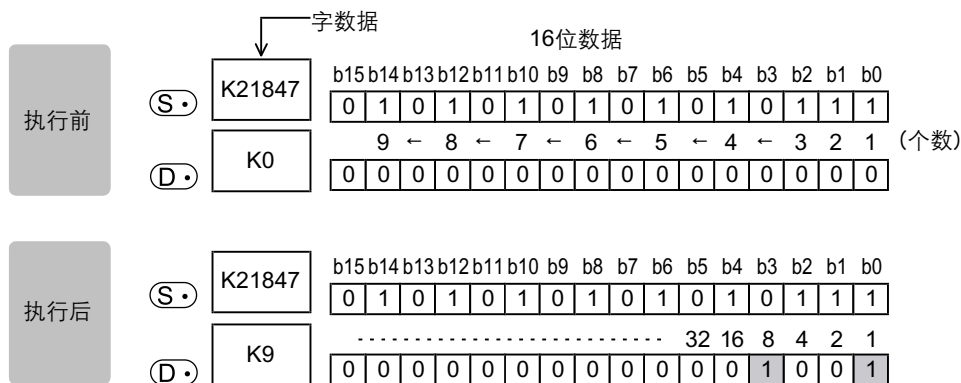 字数据
16位数据
执行前
S・ K21847
b15 b14 b13 b12 b11 b10 b9 b8 b7 b6 b5 b4 b3 b2 b1 b0
0 1 0 1 0 1 0 1 0 1 0 1 0 1 1 1
9 ← 8 ← 7 ← 6 ← 5 ← 4 ← 3 2 1 (个数)
D・ K0
0 0 0 0 0 0 0 0 0 0 0 0 0 0 0 0
执行后
S・ K21847
b15 b14 b13 b12 b11 b10 b9 b8 b7 b6 b5 b4 b3 b2 b1 b0
0 1 0 1 0 1 0 1 0 1 0 1 0 1 1 1
32 16 8 4 2 1
D・ K9
0 0 0 0 0 0 0 0 0 0 0 0 1 0 0 1